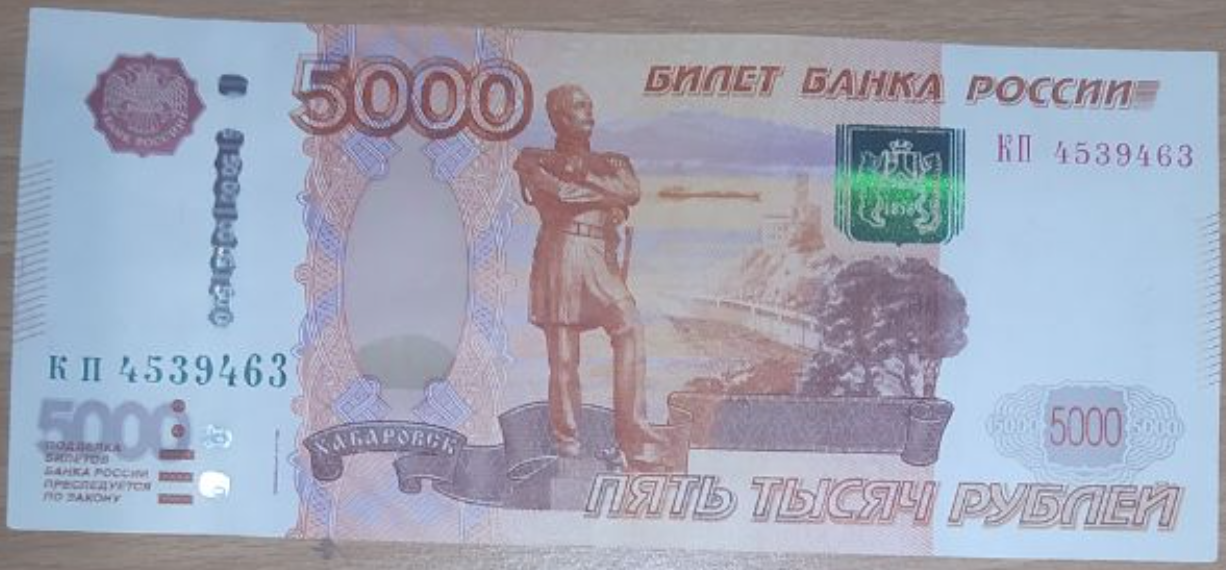 5000
БИЛЕТ БАНКА РОССИИ
КП 4539463
КП 4539463
5000
ПОДДЕЛКА
БИЛЕТОВ
БАНКА РОССИИ
ПРЕСЛЕДУЕТСЯ
ПО ЗАКОНУ
ХАБАРОВСК
5000 5000 5000
ПЯТЬ ТЫСЯЧ РУБЛЕЙ